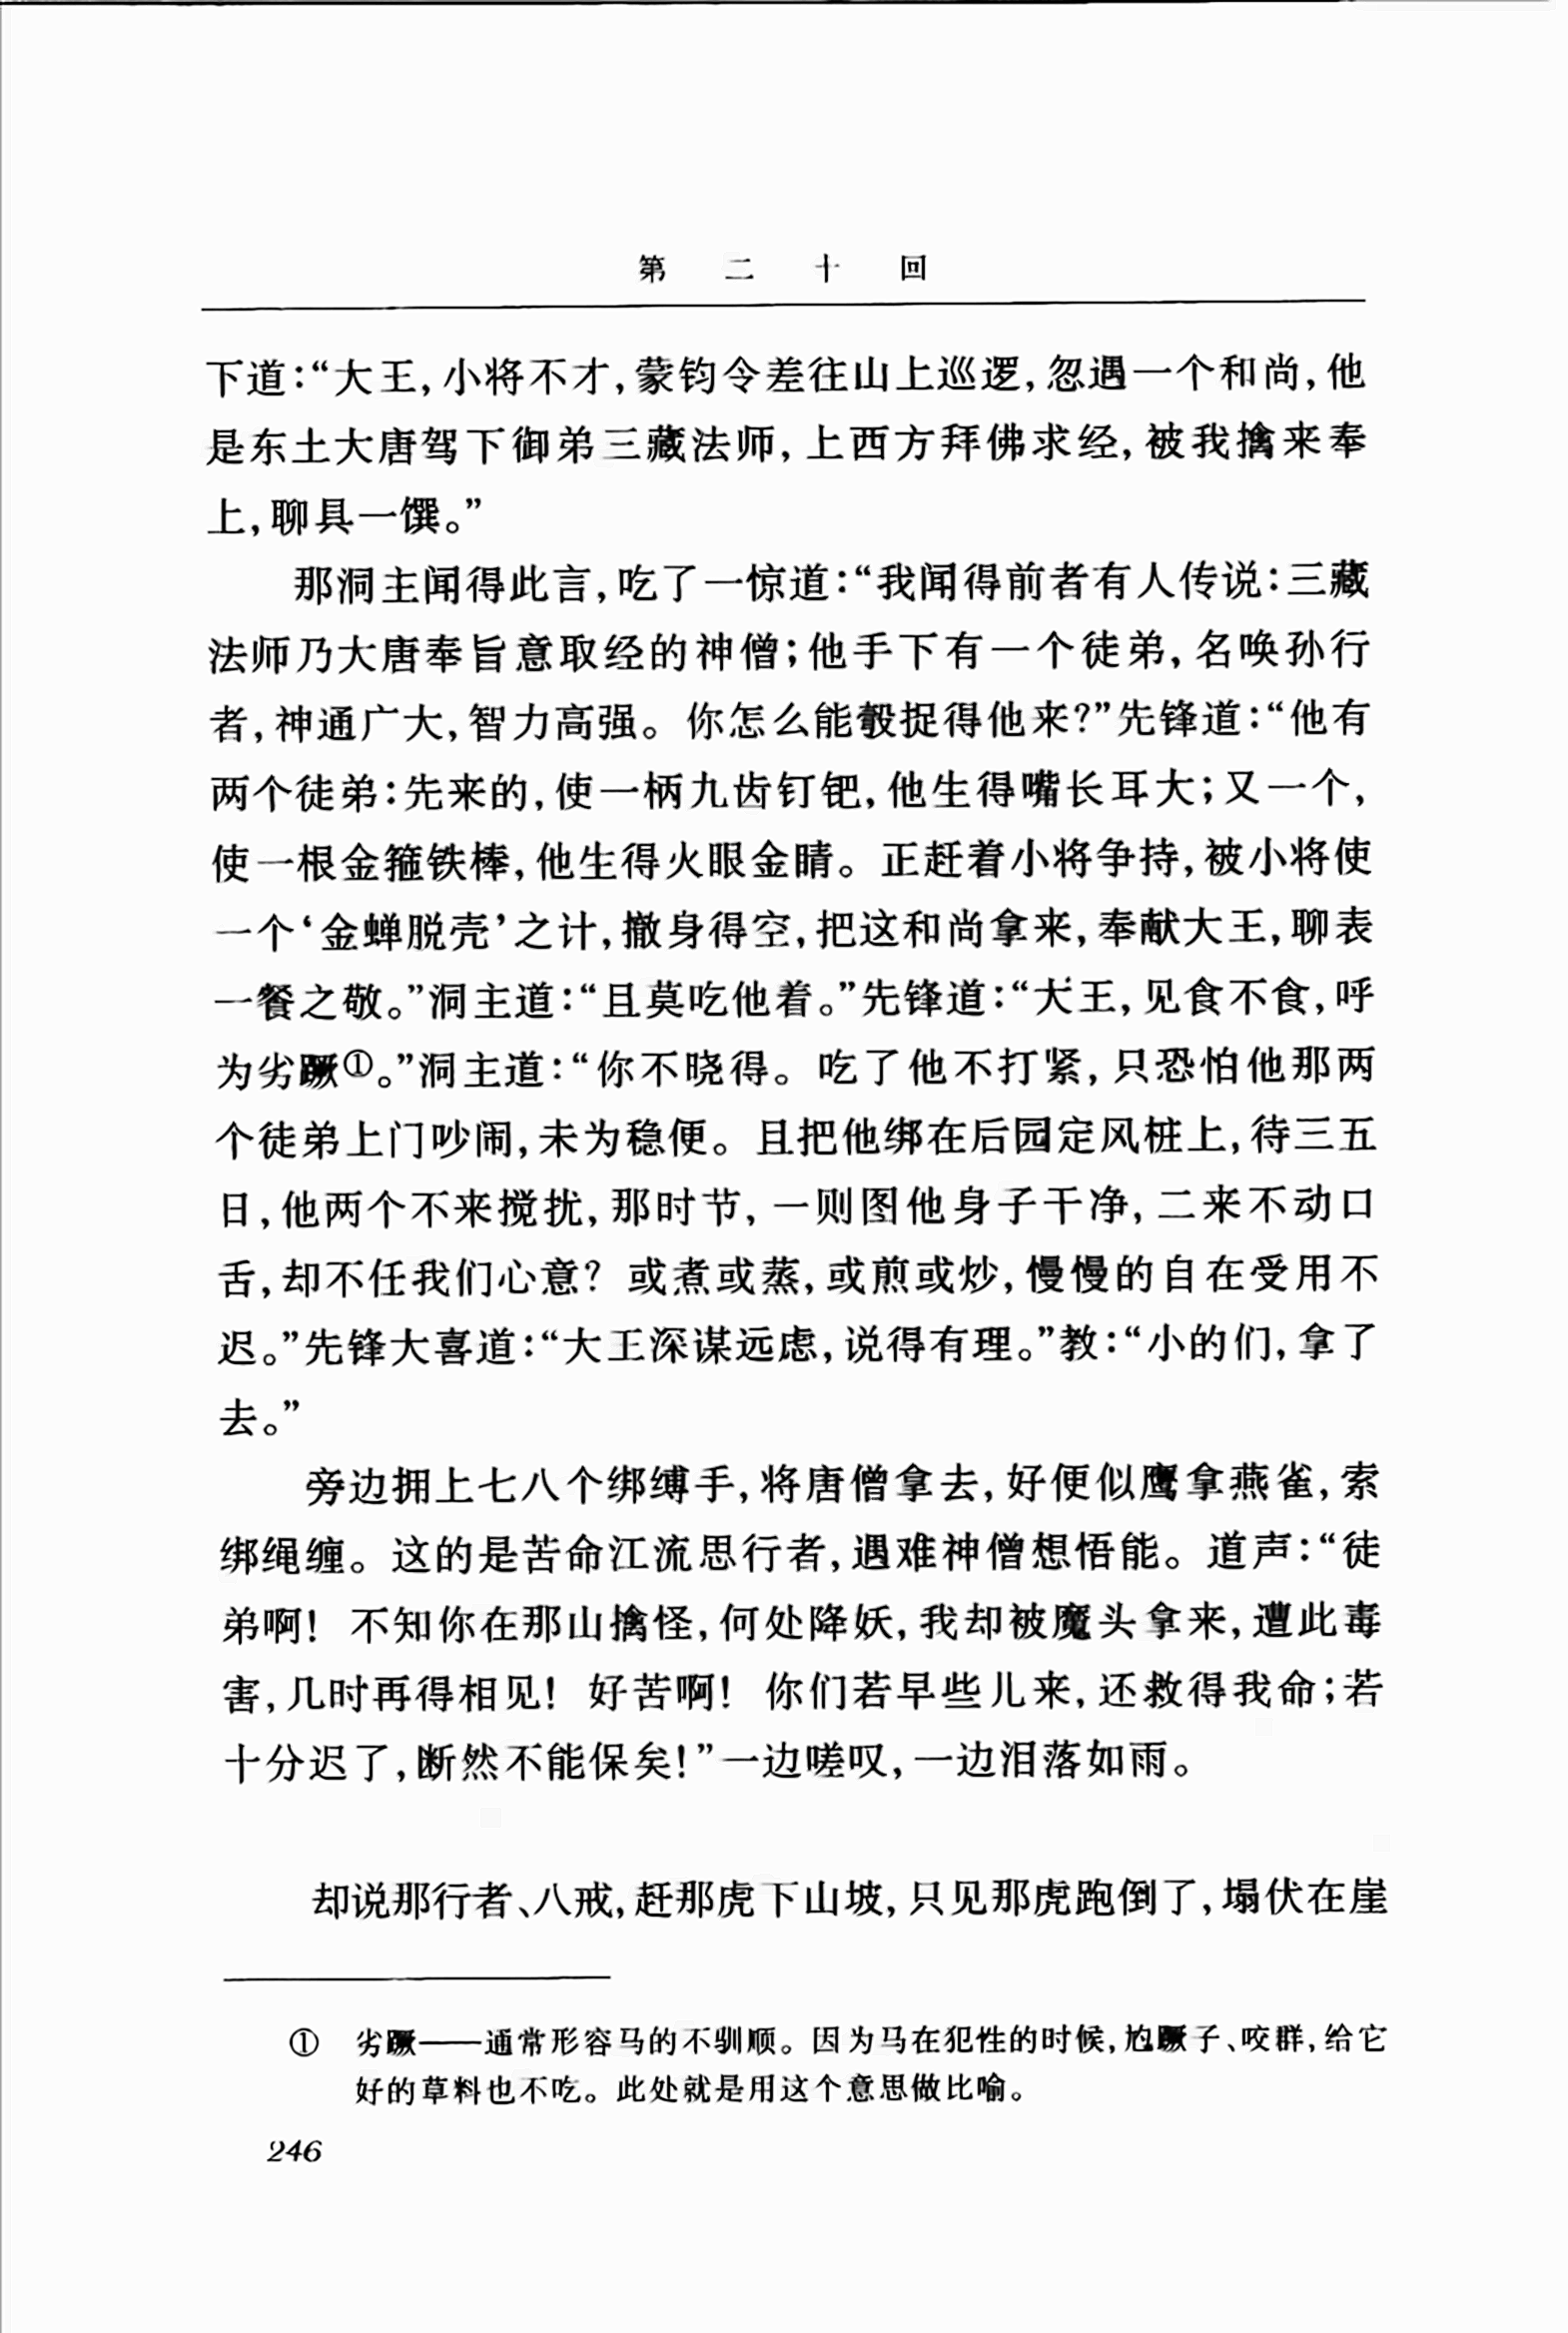 第二十回
下道：“大王，小将不才，蒙钧令差往山上巡逻，忽遇一个和尚，他
是东土大唐驾下御弟三藏法师，上西方拜佛求经，被我擒来奉
上，聊具一馔。”
那洞主闻得此言，吃了一惊道：“我闻得前者有人传说：三藏
法师乃大唐奉旨意取经的神僧；他手下有一个徒弟，名唤孙行
者，神通广大，智力高强。你怎么能彀捉得他来？”先锋道：“他有
两个徒弟：先来的，使一柄九齿钉钯，他生得嘴长耳大；又一个，
使一根金箍铁棒，他生得火眼金睛。正赶着小将争持，被小将使
一个‘金蝉脱壳’之计，撤身得空，把这和尚拿来，奉献大王，聊表
一餐之敬。”洞主道：“且莫吃他着。”先锋道：“大王，见食不食，呼
为劣蹶①。”洞主道：“你不晓得。吃了他不打紧，只恐怕他那两
个徒弟上门吵闹，未为稳便。且把他绑在后园定风桩上，待三五
日，他两个不来搅扰，那时节，一则图他身子干净，二来不动口
舌，却不任我们心意？或煮或蒸，或煎或炒，慢慢的自在受用不
迟。”先锋大喜道：“大王深谋远虑，说得有理。”教：“小的们，拿了
去。”
旁边拥上七八个绑缚手，将唐僧拿去，好便似鹰拿燕雀，索
绑绳缠。这的是苦命江流思行者，遇难神僧想悟能。道声：“徒
弟啊！不知你在那山擒怪，何处降妖，我却被魔头拿来，遭此毒
害，几时再得相见！好苦啊！你们若早些儿来，还救得我命；若
十分迟了，断然不能保矣！”一边嗟叹，一边泪落如雨。
却说那行者、八戒，赶那虎下山坡，只见那虎跑倒了，塌伏在崖
① 劣蹶——通常形容马的不驯顺。因为马在犯性的时候，尥蹶子、咬群，给它
好的草料也不吃。此处就是用这个意思做比喻。
246